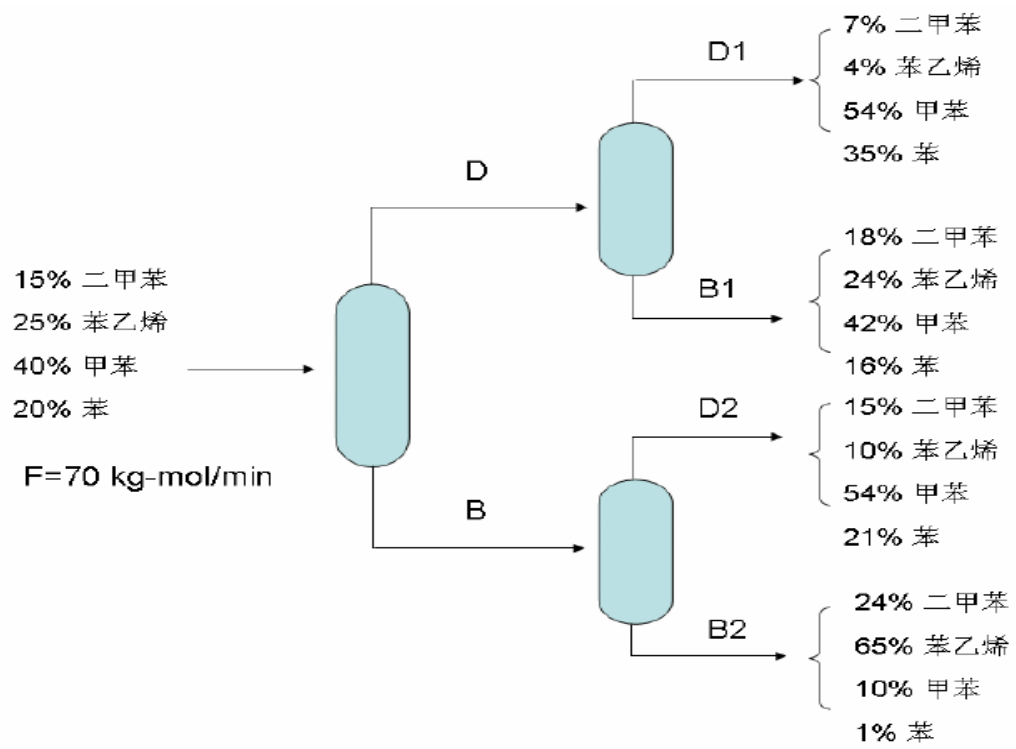 15% 二甲苯
25% 苯乙烯
40% 甲苯
20% 苯
F=70 kg-mol/min
D
B
D1
7% 二甲苯
4% 苯乙烯
54% 甲苯
35% 苯
B1
18% 二甲苯
24% 苯乙烯
42% 甲苯
16% 苯
D2
15% 二甲苯
10% 苯乙烯
54% 甲苯
21% 苯
B2
24% 二甲苯
65% 苯乙烯
10% 甲苯
1% 苯